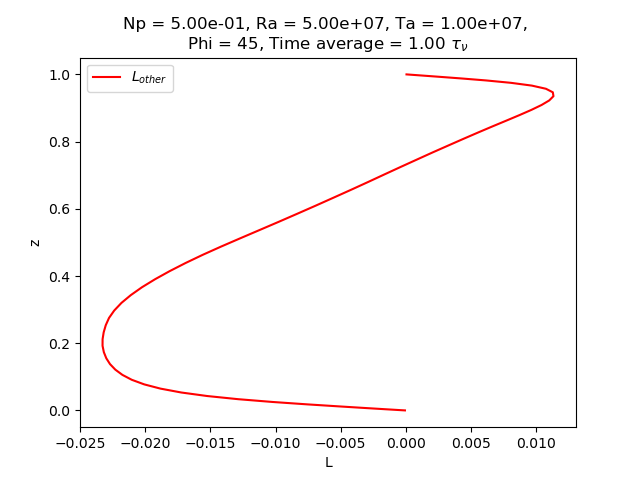 Np = 5.00e-01, Ra = 5.00e+07, Ta = 1.00e+07,
Phi = 45, Time average = 1.00 τν
L_other
1.0
0.8
0.6
0.4
0.2
0.0
z
−0.025 −0.020 −0.015 −0.010 −0.005 0.000 0.005 0.010
L